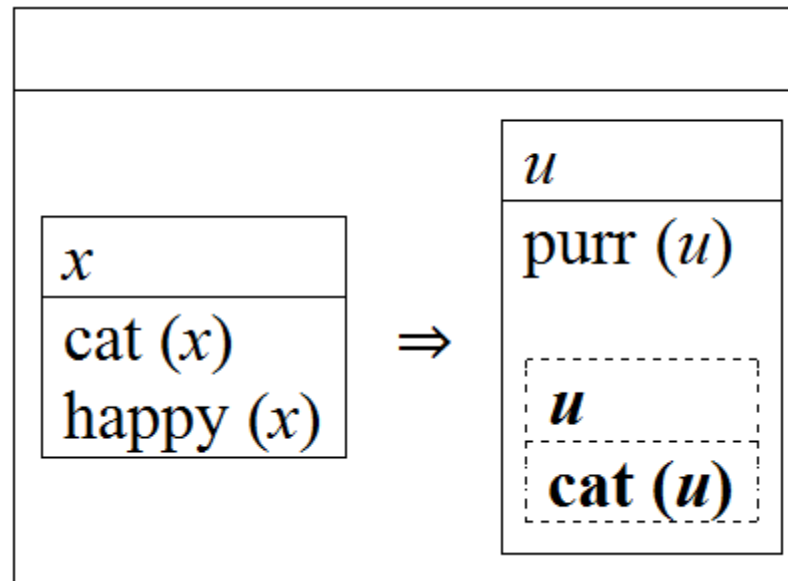 x
cat (x)
happy (x)
⇒
u
purr (u)
u
cat (u)